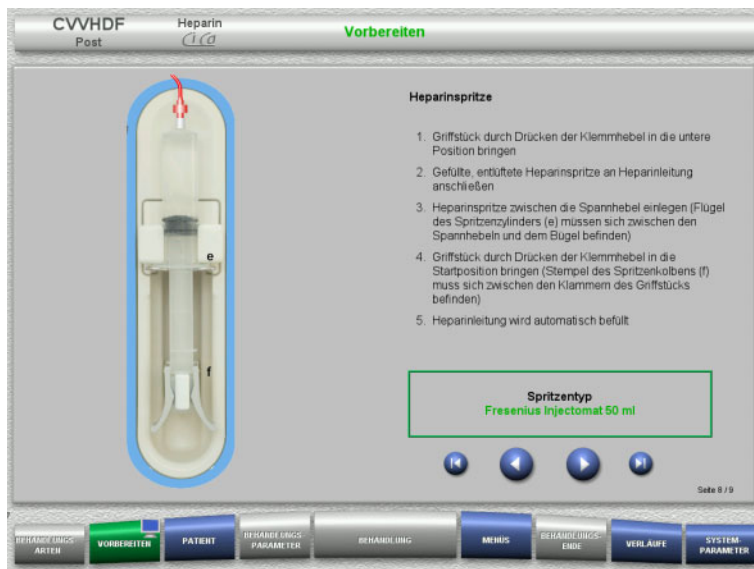 CVVHDF
Post
Heparin
CiCa
Vorbereiten
Heparinspritze
1. Griffstück durch Drücken der Klemmhebel in die untere
Position bringen
2. Gefüllte, entlüftete Heparinspritze an Heparinleitung
anschließen
3. Heparinspritze zwischen die Spannhebel einlegen (Flügel
des Spritzenzylinders (e) müssen sich zwischen den
Spannhebeln und dem Bügel befinden)
4. Griffstück durch Drücken der Klemmhebel in die
Startposition bringen (Stempel des Spritzenkolbens (f)
muss sich zwischen den Klammern des Griffstücks
befinden)
5. Heparinleitung wird automatisch befüllt
e
f
Spritzentyp
Fresenius Injectomat 50 ml
Seite 8 / 9
BEHANDLUNGS-
ARTEN
VORBEREITEN
PATIENT
BEHANDLUNGS-
PARAMETER
BEHANDLUNG
MENÜS
BEHANDLUNGS-
ENDE
VERLÄUFE
SYSTEM-
PARAMETER